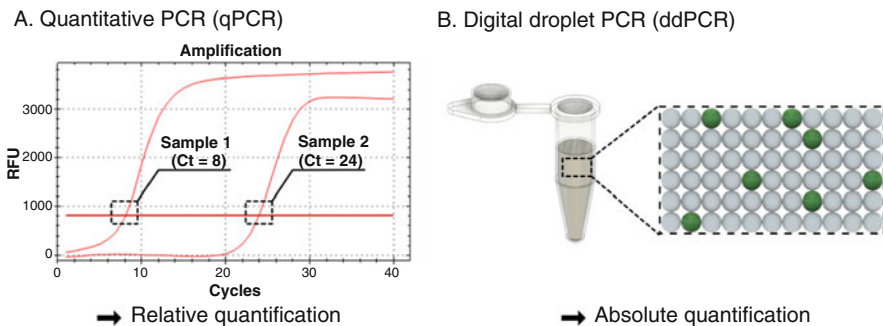 A. Quantitative PCR (qPCR)
Amplification
RFU
3000
2000
1000
0
Sample 1
(Ct = 8)
Sample 2
(Ct = 24)
0 10 20 30 40
Cycles
➡ Relative quantification
B. Digital droplet PCR (ddPCR)
➡ Absolute quantification